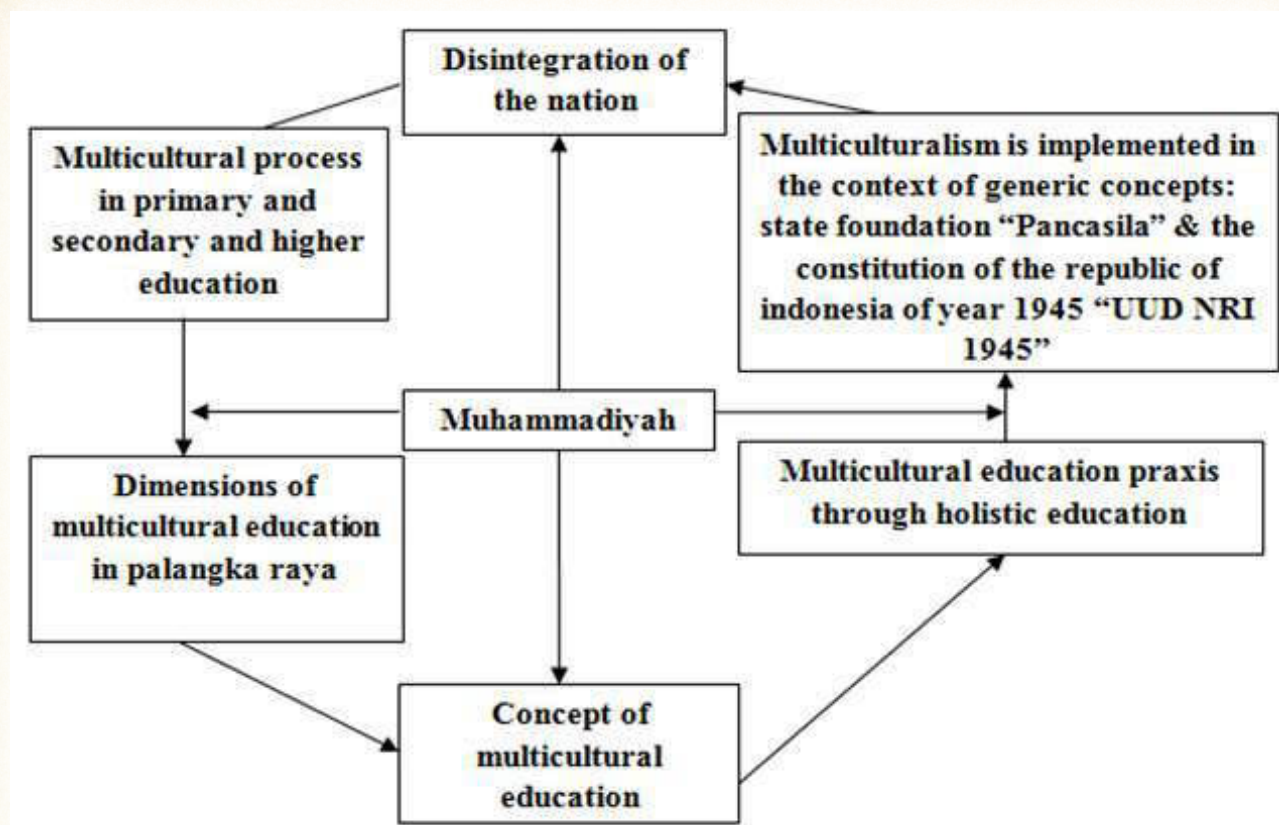 Disintegration of
the nation
Multicultural process
in primary and
secondary and higher
education
Multiculturalism is implemented in
the context of generic concepts:
state foundation “Pancasila” & the
constitution of the republic of
indonesia of year 1945 “UUD NRI
1945”
Muhammadiyah
Dimensions of
multicultural education
in palangka raya
Multicultural education praxis
through holistic education
Concept of
multicultural
education